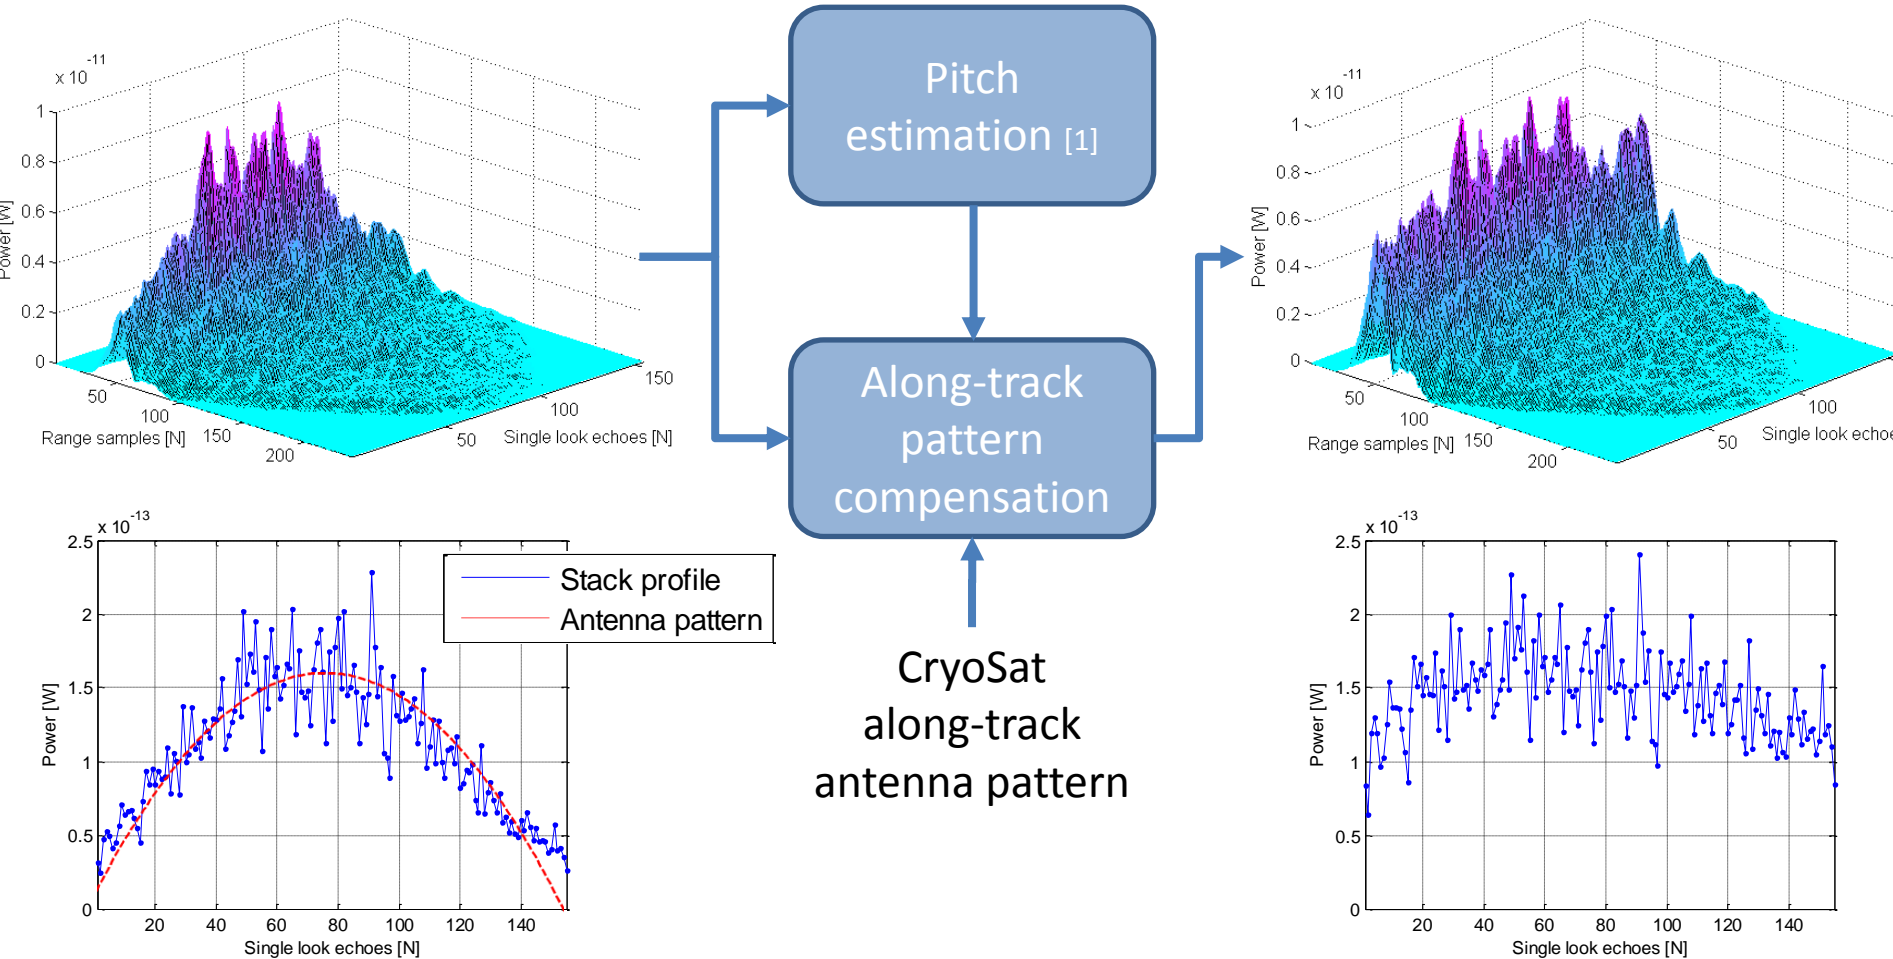 x 10
-11
1
0.8
0.6
0.4
0.2
0
Power [W]
50
100
150
200
Range samples [N]
50
100
150
Single look echoes [N]
Pitch
estimation [1]
Along-track
pattern
compensation
CryoSat
along-track
antenna pattern
x 10
-11
1
0.8
0.6
0.4
0.2
0
Power [W]
50
100
150
200
Range samples [N]
50
100
Single look echoes
x 10
-13
2.5
2
1.5
1
0.5
0
Power [W]
20 40 60 80 100 120 140
Single look echoes [N]
Stack profile
Antenna pattern
x 10
-13
2.5
2
1.5
1
0.5
0
Power [W]
20 40 60 80 100 120 140
Single look echoes [N]